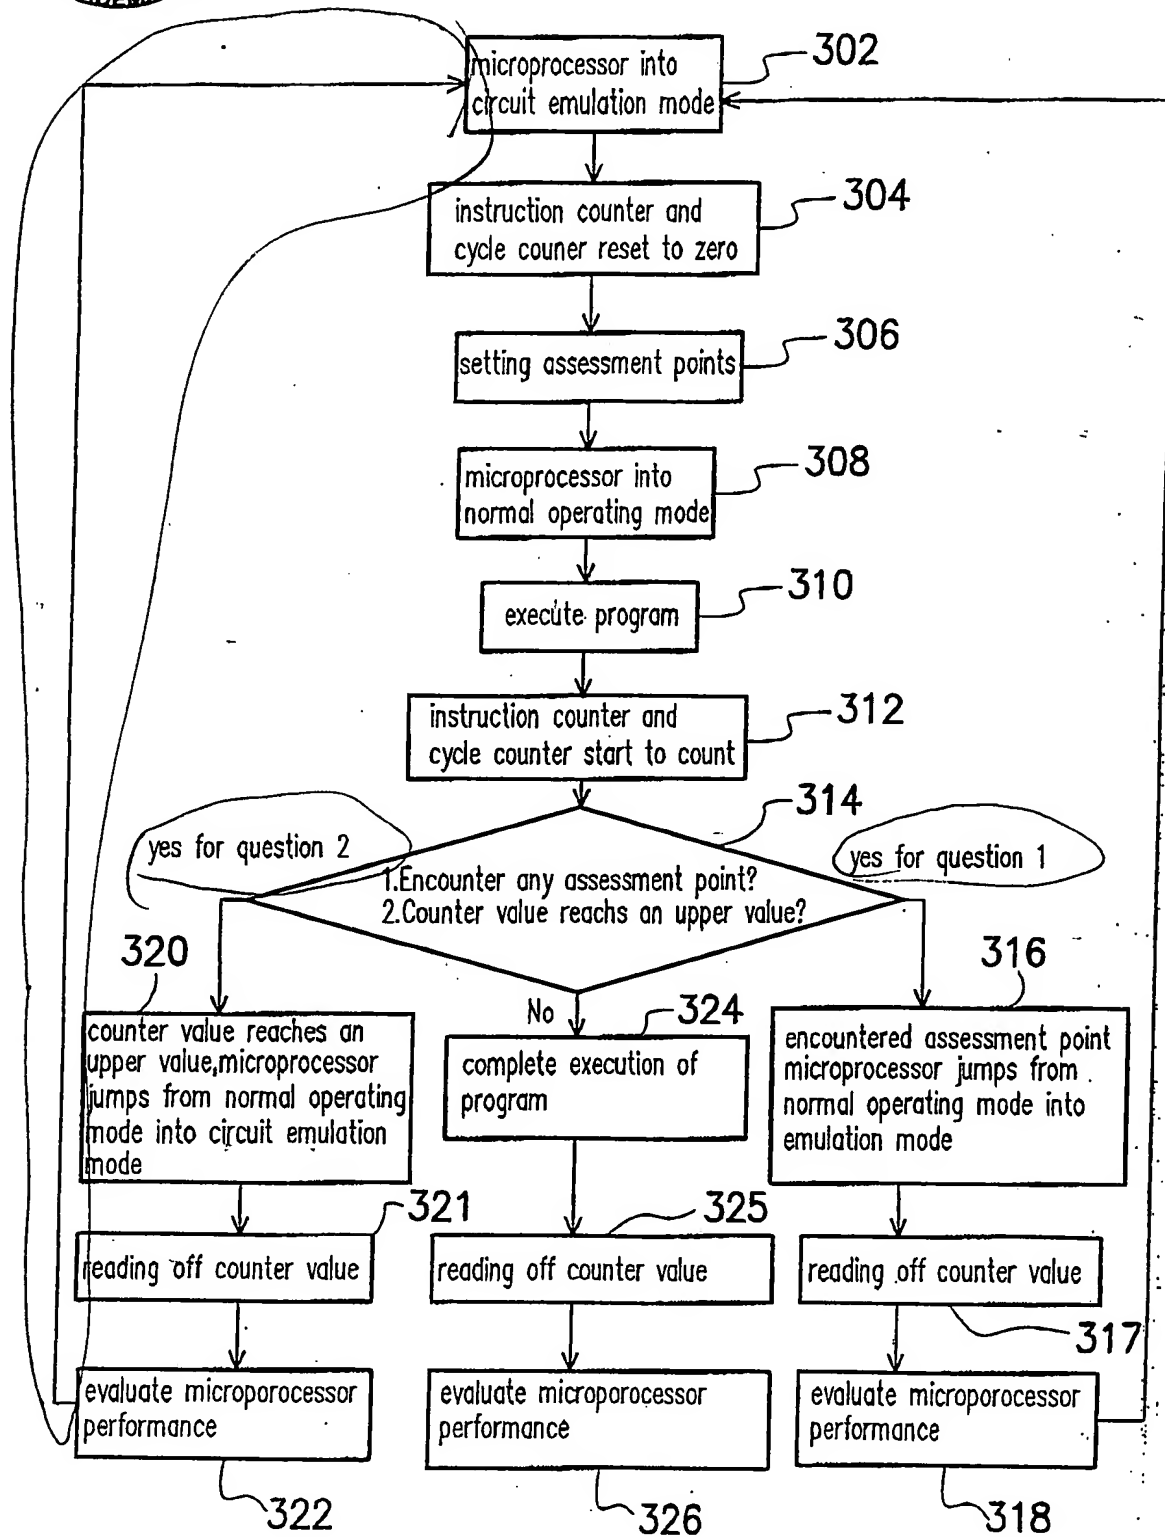 microprocessor into
circuit emulation mode
302
instruction counter and
cycle couner reset to zero
304
setting assessment points
306
microprocessor into
normal operating mode
308
execute program
310
instruction counter and
cycle counter start to count
312
314
yes for question 2
yes for question 1
1.Encounter any assessment point?
2.Counter value reachs an upper value?
320
No
324
316
counter value reaches an
upper value,microprocessor
jumps from normal operating
mode into circuit emulation
mode
complete execution of
program
encountered assessment point
microprocessor jumps from
normal operating mode into
emulation mode
321
325
reading off counter value
reading off counter value
reading off counter value
317
evaluate microporocessor
performance
evaluate microporocessor
performance
evaluate microporocessor
performance
322
326
318